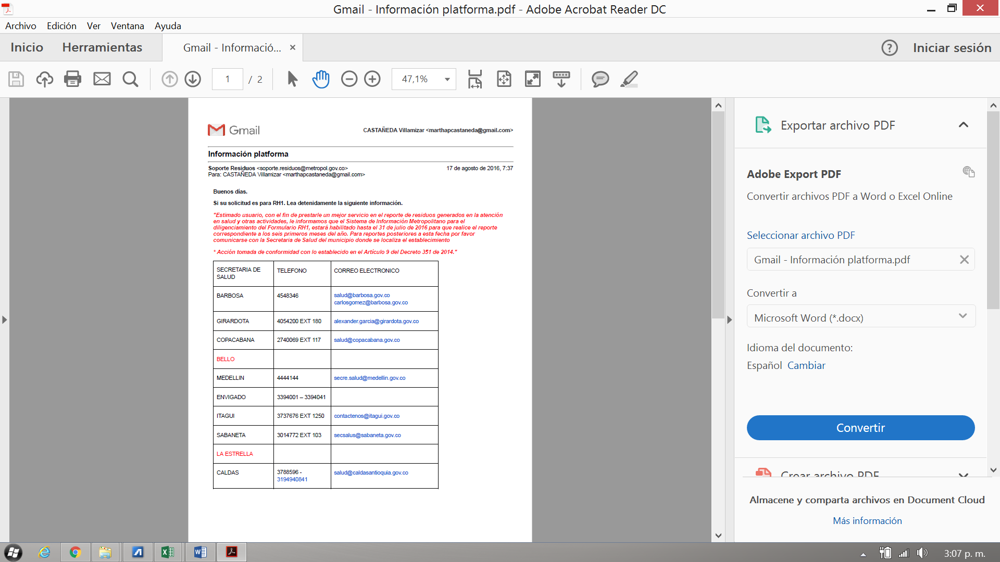 Gmail - Información platforma.pdf - Adobe Acrobat Reader DC
Archivo Edición Ver Ventana Ayuda
Inicio Herramientas Gmail - Informació... Iniciar sesión
1 / 2 47,1%
Gmail CASTAÑEDA Villamizar <marthapcastaneda@gmail.com>
Información platforma
Soporte Residuos <soporte.residuos@metropol.gov.co> 17 de agosto de 2016, 7:37
Para: CASTAÑEDA Villamizar <marthapcastaneda@gmail.com>
Buenos días.
Si su solicitud es para RH1. Lea detenidamente la siguiente información.
"Estimado usuario, con el fin de prestarle un mejor servicio en el reporte de residuos generados en la atención
en salud y otras actividades, le informamos que el Sistema de Información Metropolitano para el
diligenciamiento del Formulario RH1, estará habilitado hasta el 31 de julio de 2016 para que realice el reporte
correspondiente a los seis primeros meses del año. Para reportes posteriores a esta fecha por favor
comunicarse con la Secretaria de Salud del municipio donde se localiza el establecimiento
* Acción tomada de conformidad con lo establecido en el Artículo 9 del Decreto 351 de 2014."
SECRETARIA DE SALUD TELEFONO CORREO ELECTRONICO
BARBOSA 4548346 salud@barbosa.gov.co
carlosgomez@barbosa.gov.co
GIRARDOTA 4054200 EXT 180 alexander.garcia@girardota.gov.co
COPACABANA 2740069 EXT 117 salud@copacabana.gov.co
BELLO
MEDELLIN 4444144 secre.salud@medellin.gov.co
ENVIGADO 3394001 – 3394041
ITAGUI 3737676 EXT 1250 contactenos@itagui.gov.co
SABANETA 3014772 EXT 103 secsalus@sabaneta.gov.co
LA ESTRELLA
CALDAS 3788596 - salud@caldasantioquia.gov.co
3194940841
Exportar archivo PDF
Adobe Export PDF
Convertir archivos PDF a Word o Excel Online
Seleccionar archivo PDF
Gmail - Información platforma.pdf
Convertir a
Microsoft Word (*.docx)
Idioma del documento:
Español Cambiar
Convertir
Crear archivo PDF
Almacene y comparta archivos en Document Cloud
Más información
3:07 p. m.